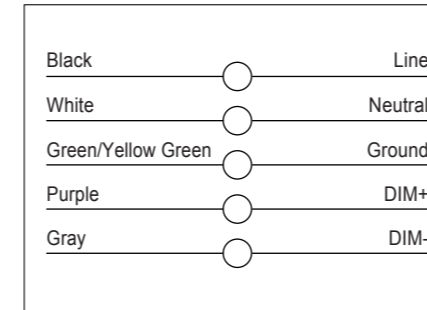 Black Line
White Neutral
Green/Yellow Green Ground
Purple DIM+
Gray DIM-